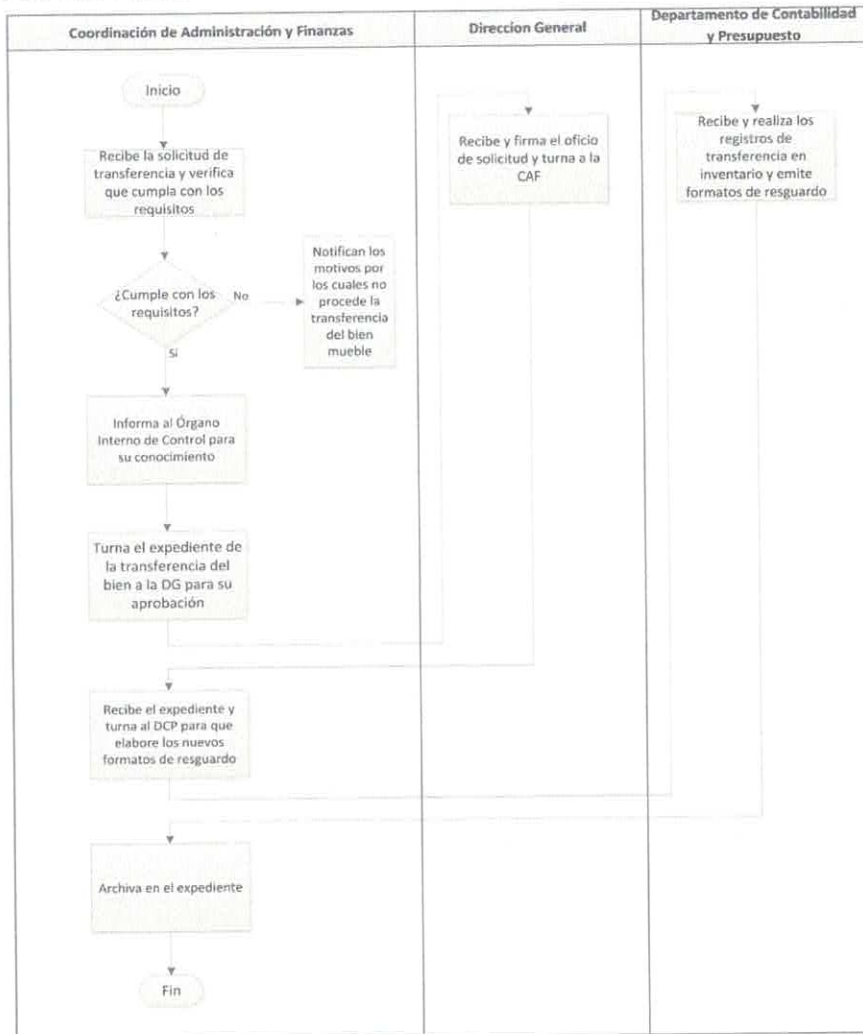 Coordinación de Administración y Finanzas
Direccion General
Departamento de Contabilidad
y Presupuesto
Inicio
Recibe la solicitud de
transferencia y verifica
que cumpla con los
requisitos
¿Cumple con los
requisitos?
No
Si
Notifican los
motivos por
los cuales no
procede la
transferencia
del bien
mueble
Informa al Órgano
Interno de Control para
su conocimiento
Turna el expediente de
la transferencia del
bien a la DG para su
aprobación
Recibe y firma el oficio
de solicitud y turna a la
CAF
Recibe el expediente y
turna al DCP para que
elabore los nuevos
formatos de resguardo
Recibe y realiza los
registros de
transferencia en
inventario y emite
formatos de resguardo
Archiva en el expediente
Fin